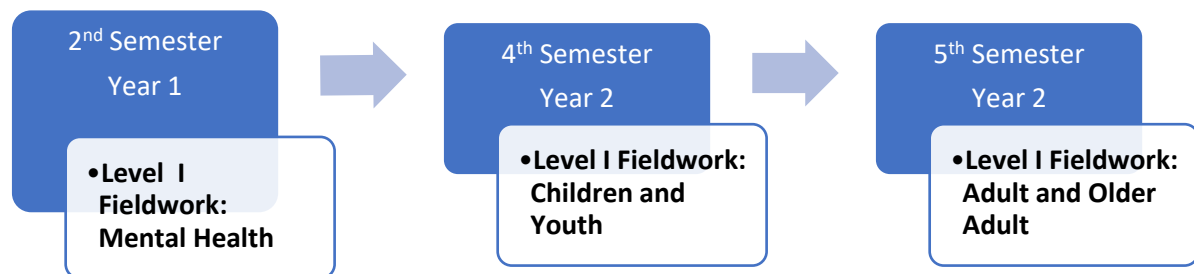 2nd Semester
Year 1
•Level I
Fieldwork:
Mental Health
4th Semester
Year 2
•Level I Fieldwork:
Children and
Youth
5th Semester
Year 2
•Level I Fieldwork:
Adult and Older
Adult